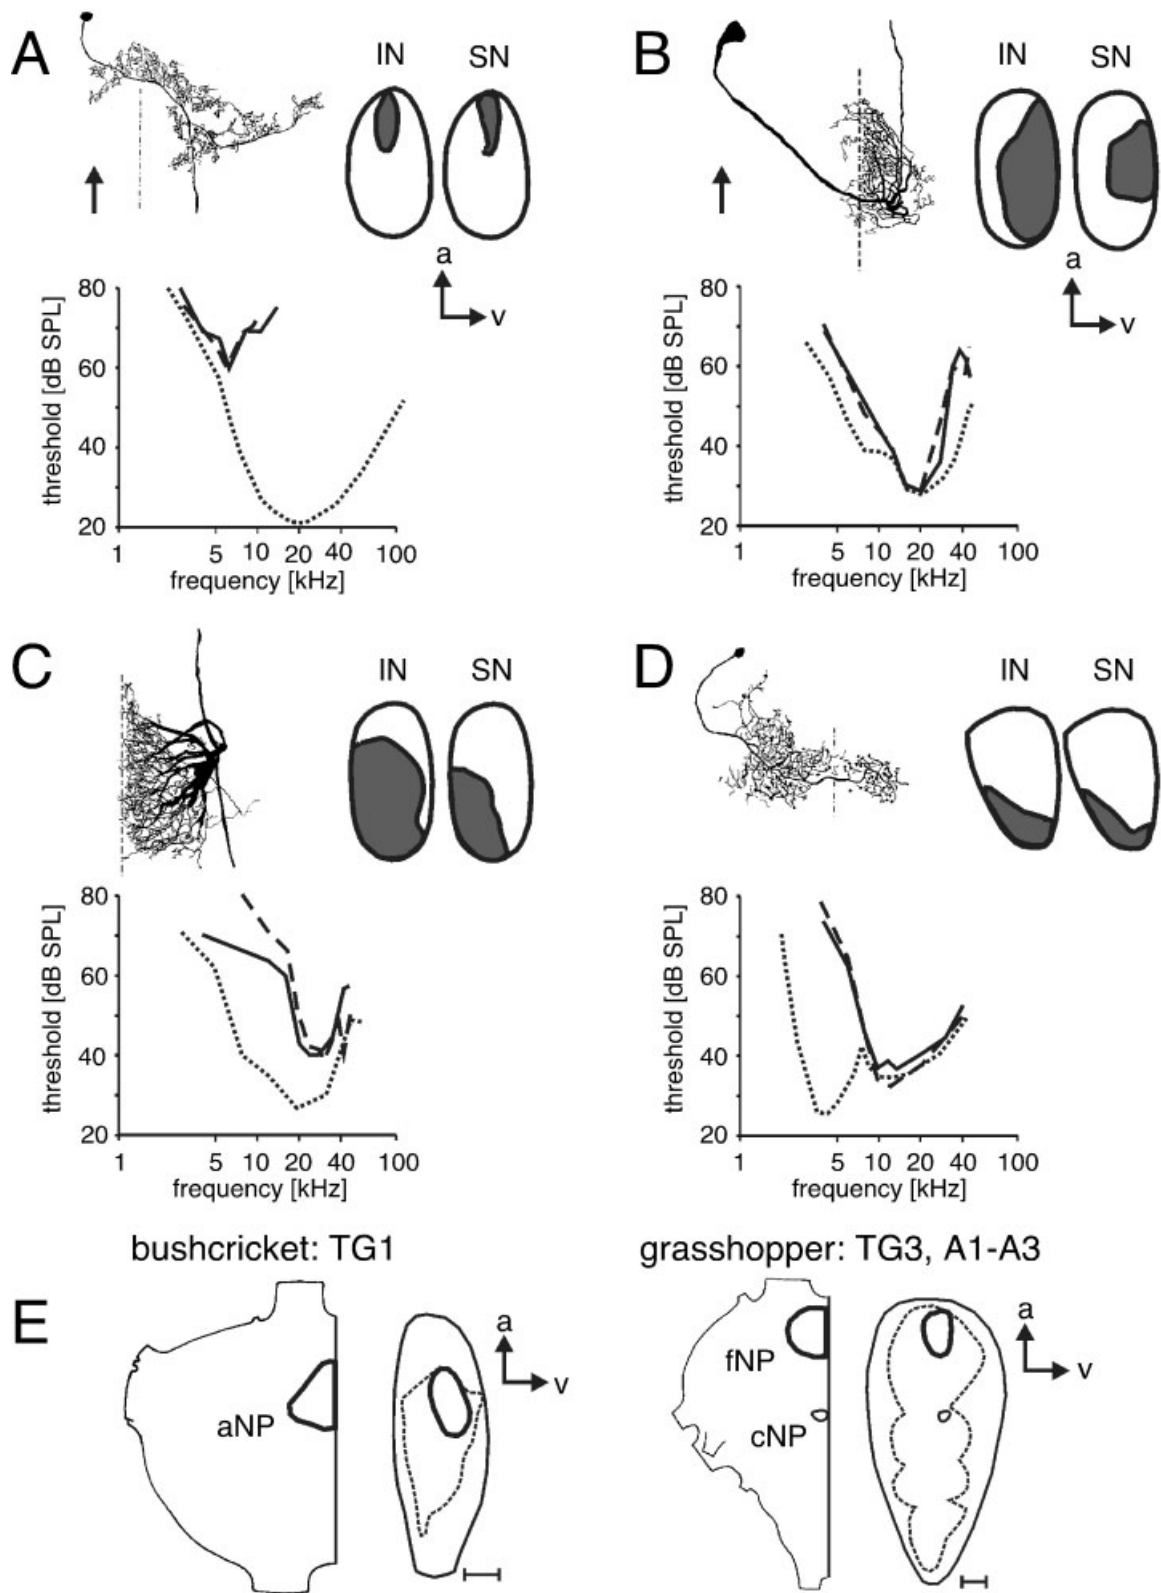 A
IN
SN
a
v
80
60
40
20
threshold [dB SPL]
1 5 10 20 40 100
frequency [kHz]
B
IN
SN
a
v
80
60
40
20
threshold [dB SPL]
1 5 10 20 40 100
frequency [kHz]
C
IN
SN
80
60
40
20
threshold [dB SPL]
1 5 10 20 40 100
frequency [kHz]
D
IN
SN
80
60
40
20
threshold [dB SPL]
1 5 10 20 40 100
frequency [kHz]
bushcricket: TG1
grasshopper: TG3, A1-A3
E
aNP
a
v
fNP
cNP
a
v